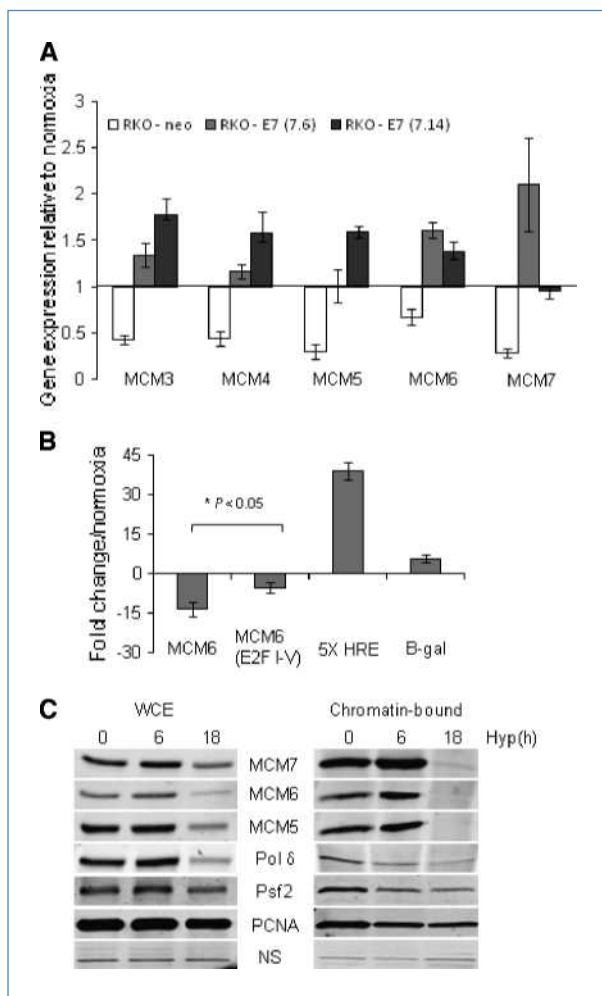 A
Gene expression relative to normoxia
3
2.5
2
1.5
1
0.5
0
RKO - neo RKO - E7 (7.6) RKO - E7 (7.14)
MCM3 MCM4 MCM5 MCM6 MCM7
B
Fold change/normoxia
45
30
15
0
-15
-30
* P < 0.05
MCM6 MCM6 (E2F I-V) 5X HRE B-gal
C
WCE Chromatin-bound
0 6 18 0 6 18 Hyp(h)
MCM7
MCM6
MCM5
Pol δ
Psf2
PCNA
NS